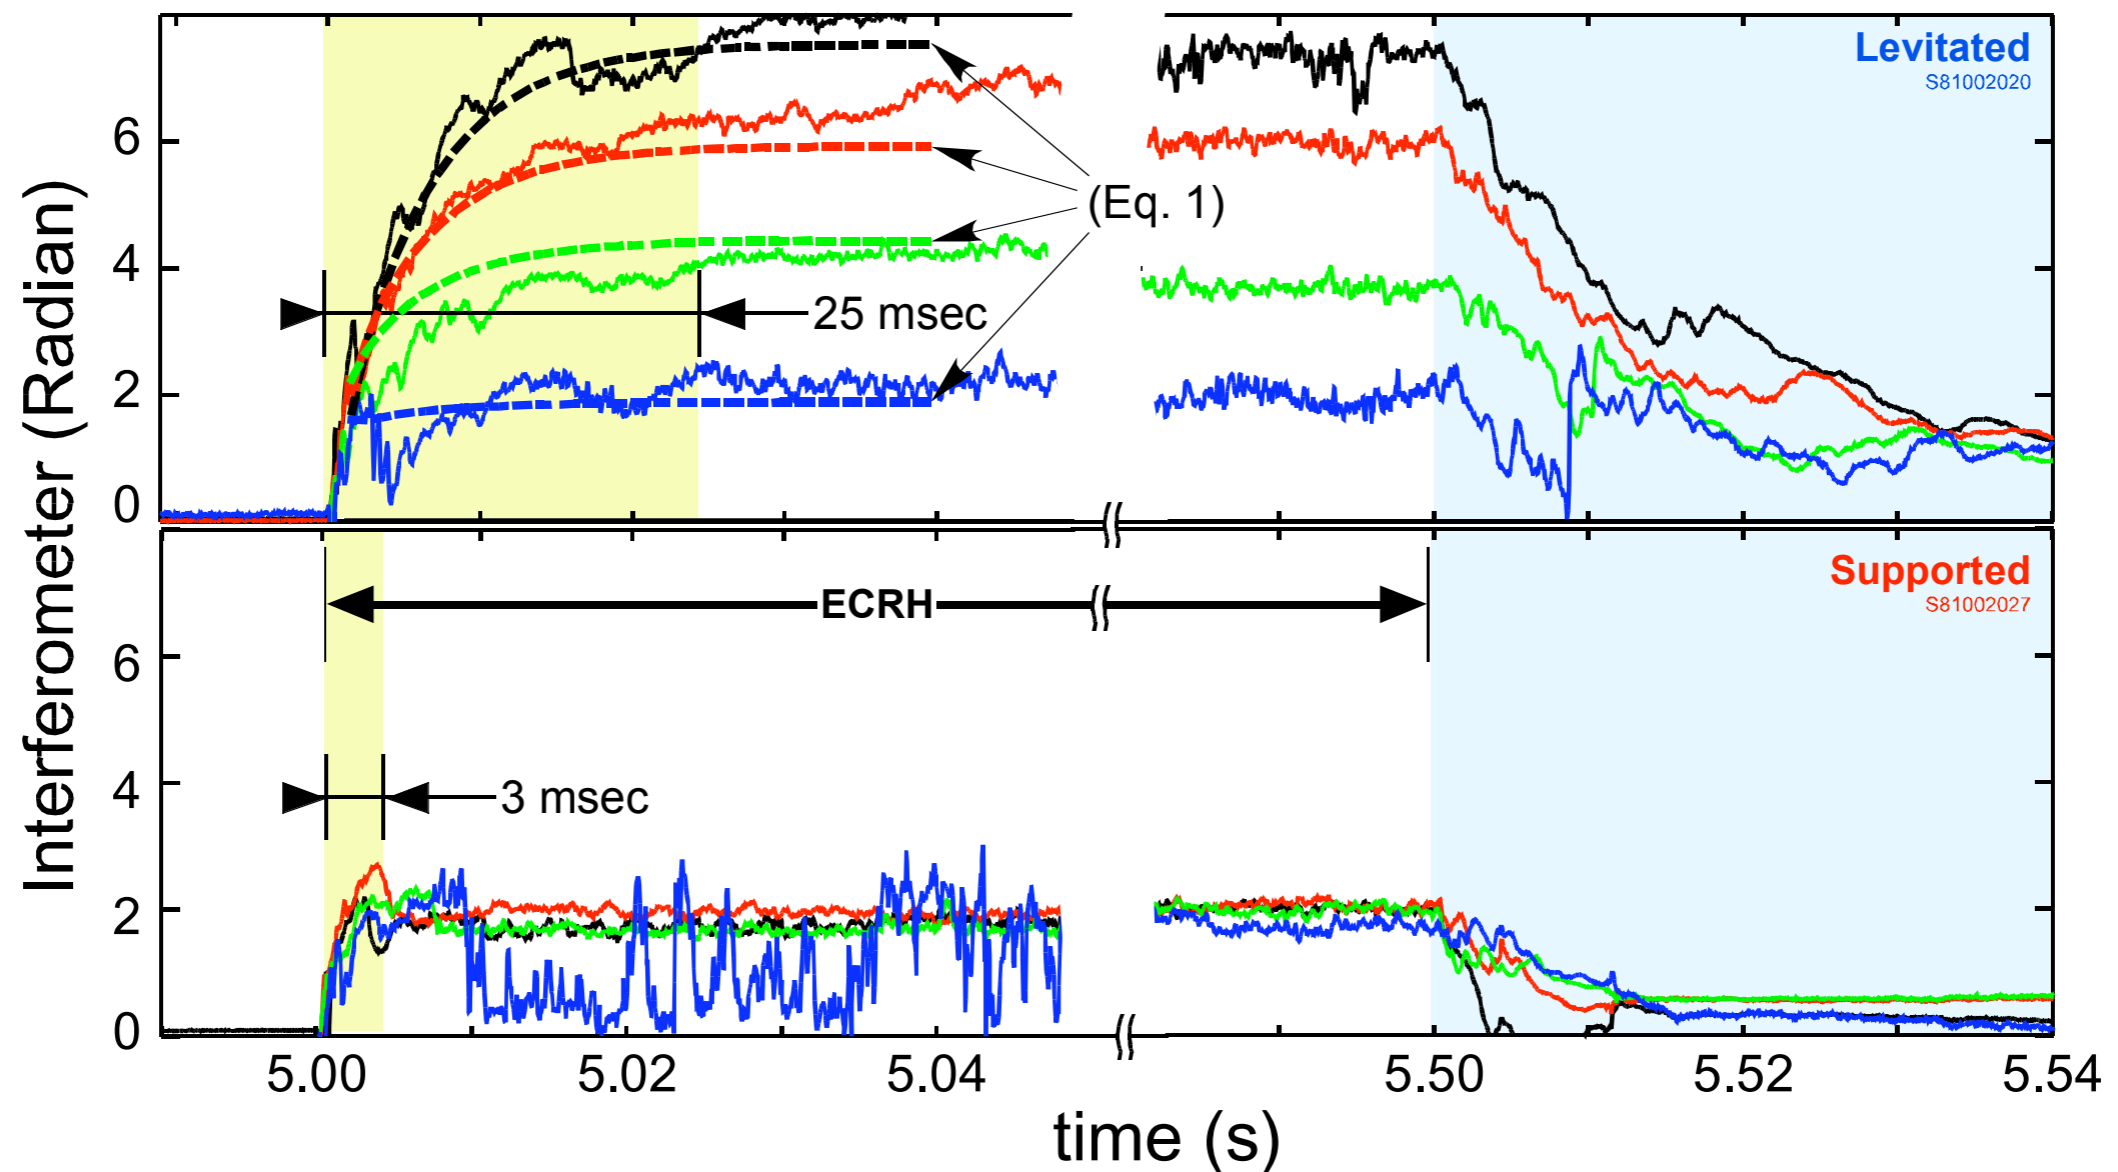 Interferometer (Radian)
Levitated
S81002020
6
4
2
0
(Eq. 1)
25 msec
Supported
S81002027
ECRH
6
4
2
0
3 msec
5.00
5.02
5.04
5.50
5.52
5.54
time (s)